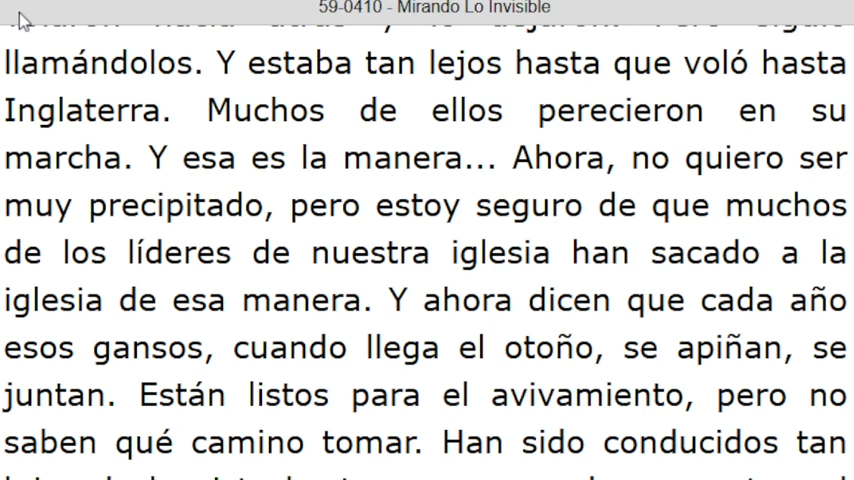 59-0410 - Mirando Lo Invisible
llamándolos. Y estaba tan lejos hasta que voló hasta
Inglaterra. Muchos de ellos perecieron en su
marcha. Y esa es la manera... Ahora, no quiero ser
muy precipitado, pero estoy seguro de que muchos
de los líderes de nuestra iglesia han sacado a la
iglesia de esa manera. Y ahora dicen que cada año
esos gansos, cuando llega el otoño, se apiñan, se
juntan. Están listos para el avivamiento, pero no
saben qué camino tomar. Han sido conducidos tan